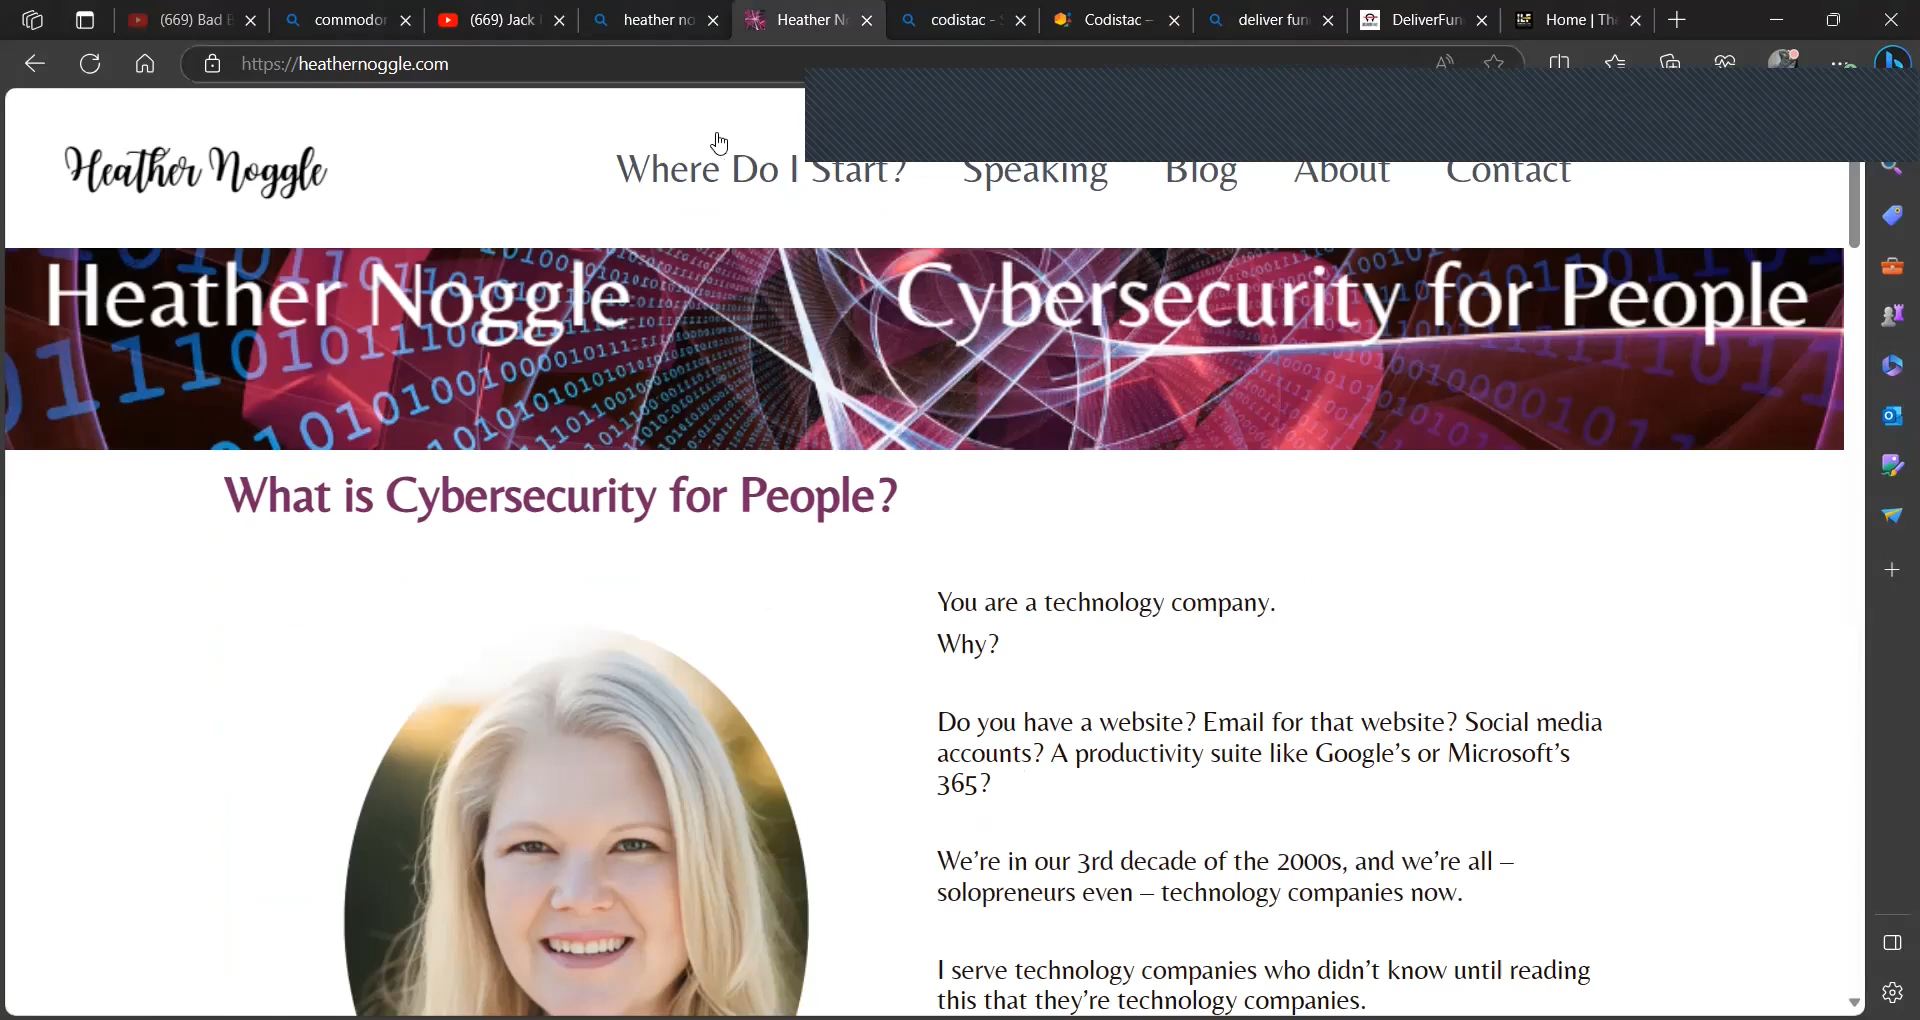 (669) Bad
commodor
(669) Jack
heather no
Heather N
codistac -
Codistac –
deliver fun
DeliverFun
Home | Th
https://heathernoggle.com
Heather Noggle
Where Do I Start?
Speaking
Blog
About
Contact
Heather Noggle
Cybersecurity for People
What is Cybersecurity for People?
You are a technology company.
Why?
Do you have a website? Email for that website? Social media
accounts? A productivity suite like Google's or Microsoft's
365?
We're in our 3rd decade of the 2000s, and we're all –
solopreneurs even – technology companies now.
I serve technology companies who didn't know until reading
this that they're technology companies.